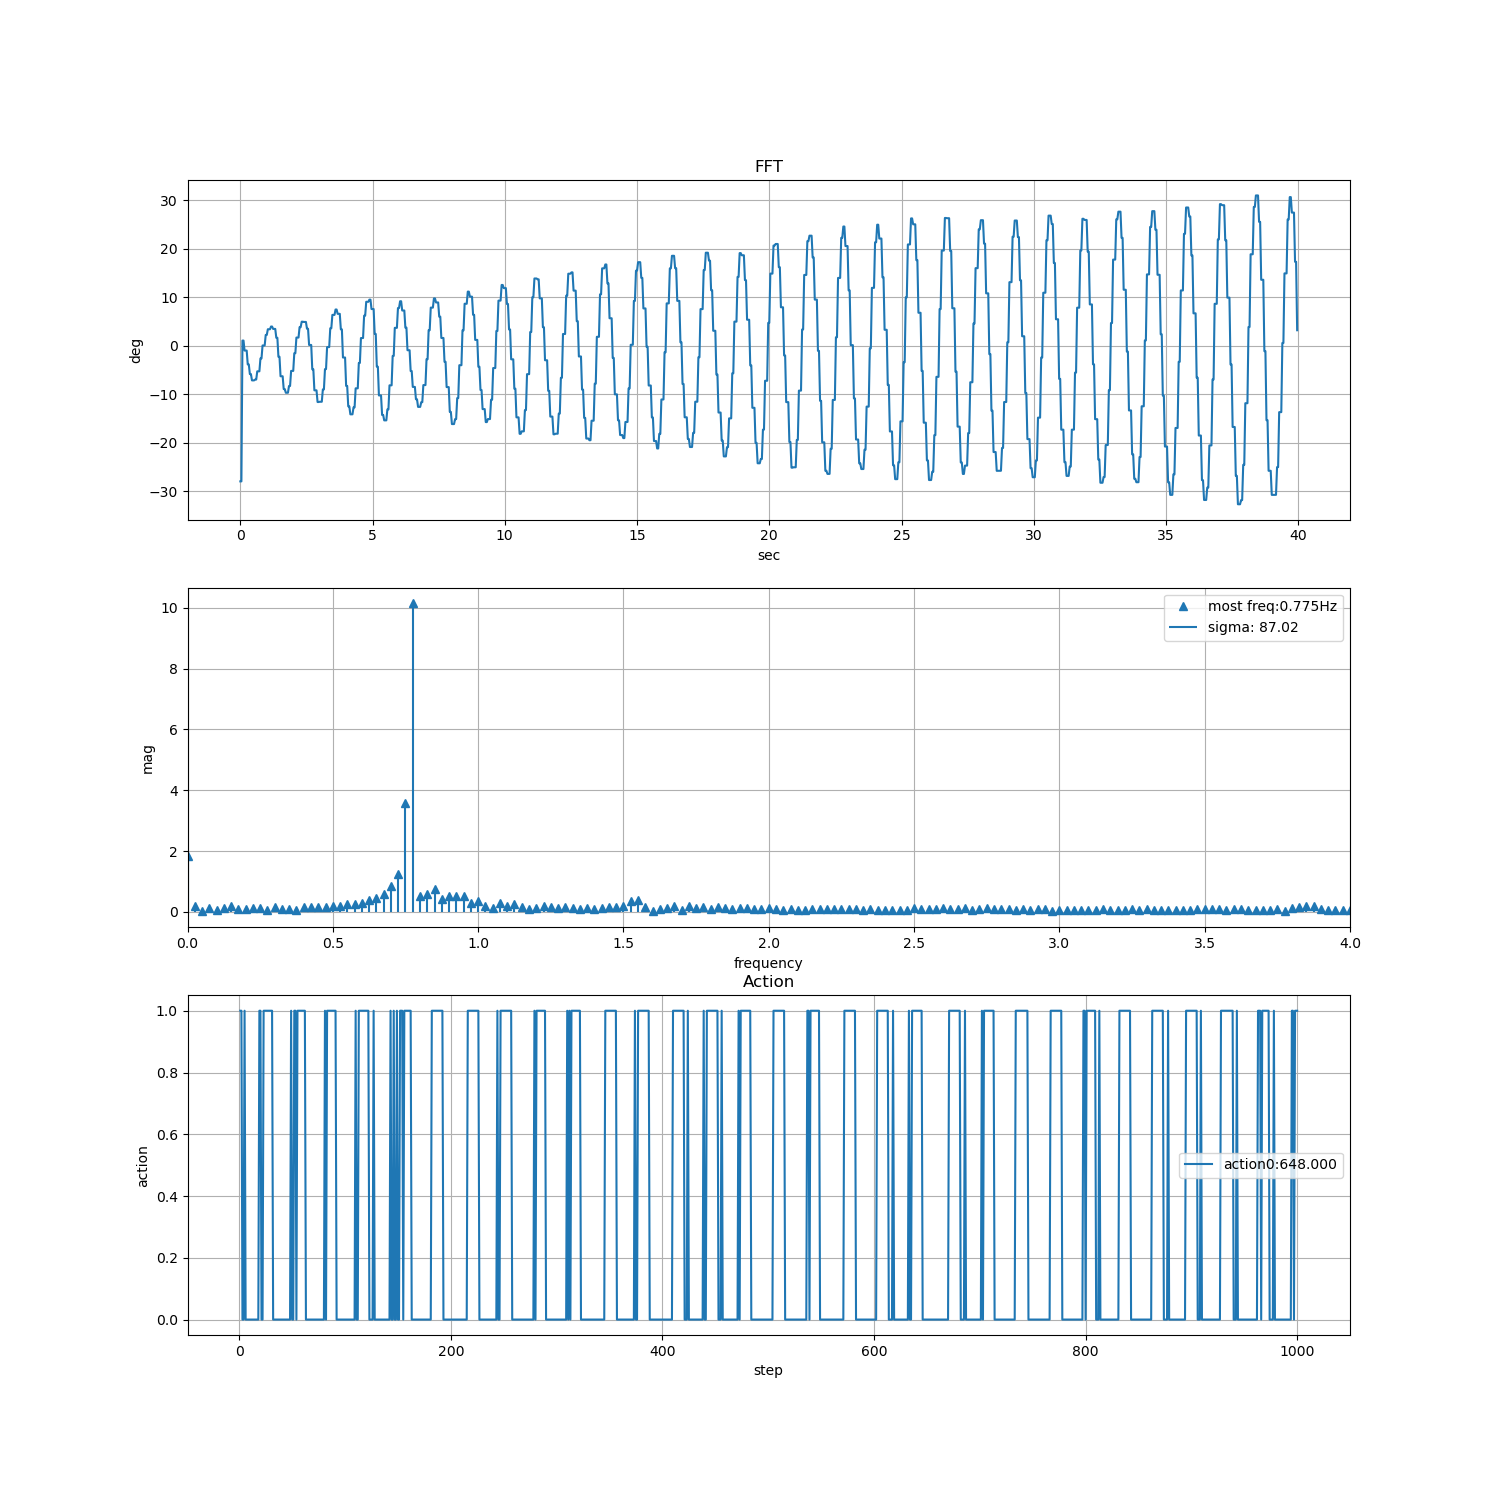 FFT
30
20
10
0
−10
−20
−30
deg
0 5 10 15 20 25 30 35 40
sec
most freq:0.775Hz
sigma: 87.02
10
8
6
4
2
0
mag
0.0 0.5 1.0 1.5 2.0 2.5 3.0 3.5 4.0
frequency
Action
1.0
0.8
0.6
0.4
0.2
0.0
action
action0:648.000
0 200 400 600 800 1000
step